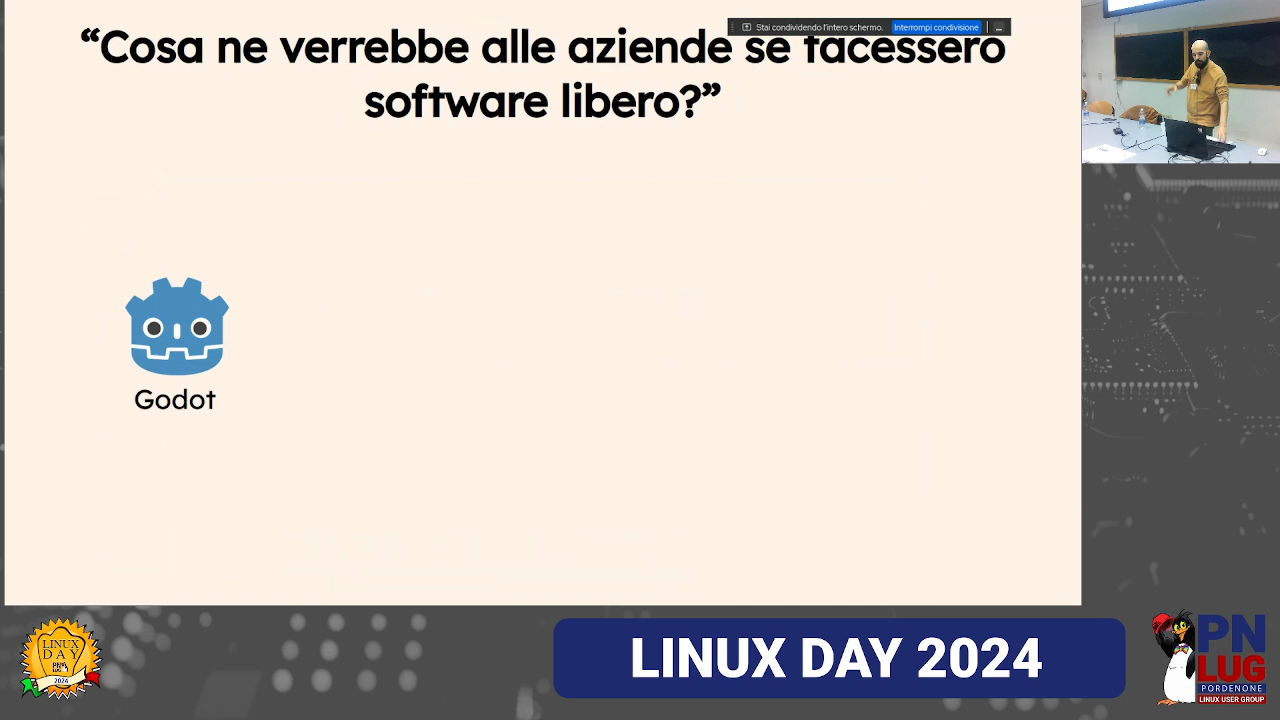 Stai condividendo l'intero schermo.
Interrompi condivisione
“Cosa ne verrebbe alle aziende se facessero
software libero?”
Godot
LINUX DAY 2024
LINUX
DAY
2024
PN
LUG
PORDENONE
LINUX USER GROUP